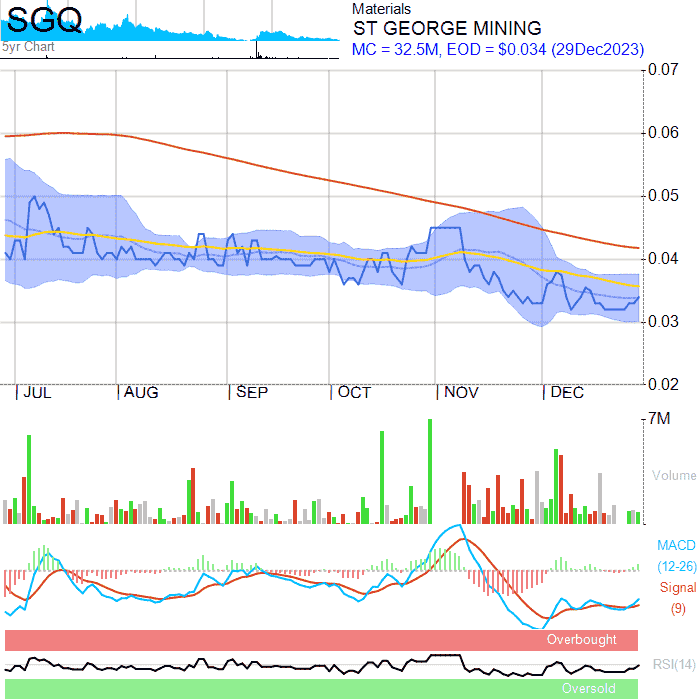 SGQ
5yr Chart
Materials
ST GEORGE MINING
MC = 32.5M, EOD = $0.034 (29Dec2023)
0.07
0.06
0.05
0.04
0.03
0.02
JUL AUG SEP OCT NOV DEC
7M
Volume
MACD
(12-26)
Signal
(9)
Overbought
RSI(14)
Oversold